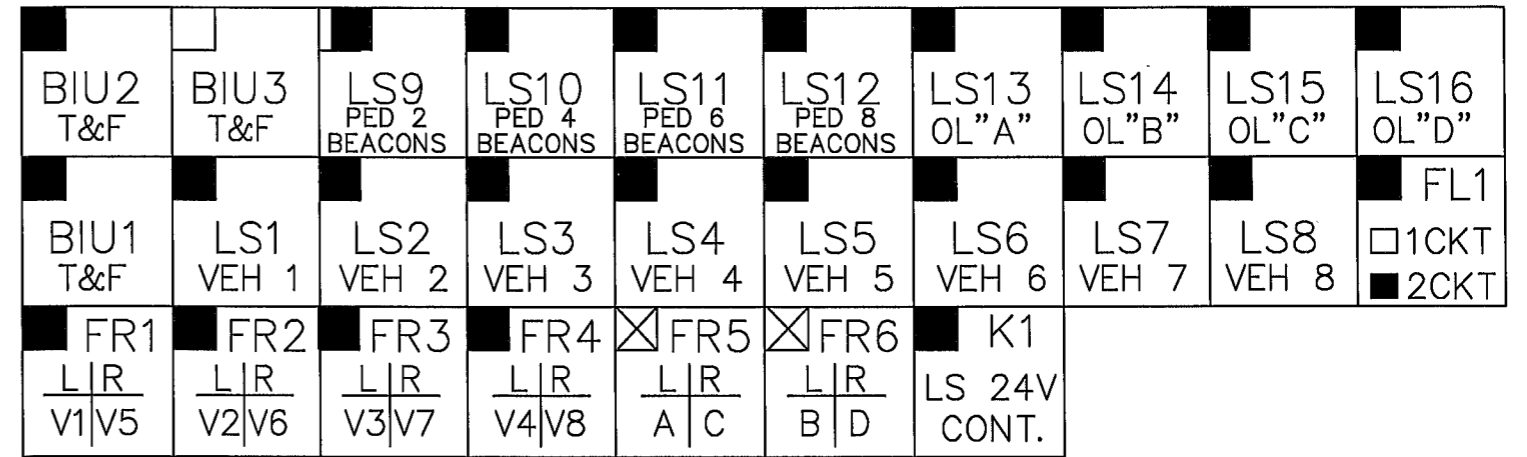 BIU2
T&F
BIU3
T&F
LS9
PED 2
BEACONS
LS10
PED 4
BEACONS
LS11
PED 6
BEACONS
LS12
PED 8
BEACONS
LS13
OL"A"
LS14
OL"B"
LS15
OL"C"
LS16
OL"D"
BIU1
T&F
LS1
VEH 1
LS2
VEH 2
LS3
VEH 3
LS4
VEH 4
LS5
VEH 5
LS6
VEH 6
LS7
VEH 7
LS8
VEH 8
FL1
1CKT
2CKT
FR1
L R
V1 V5
FR2
L R
V2 V6
FR3
L R
V3 V7
FR4
L R
V4 V8
FR5
L R
A C
FR6
L R
B D
K1
LS 24V
CONT.